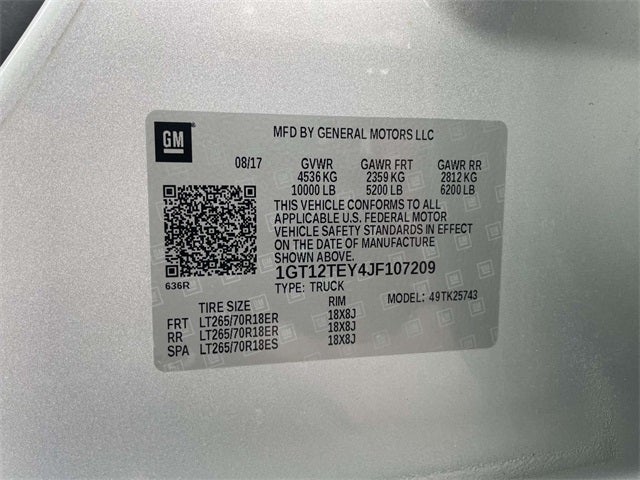 GM
MFD BY GENERAL MOTORS LLC
08/17 GVWR GAWR FRT GAWR RR
4536 KG 2359 KG 2812 KG
10000 LB 5200 LB 6200 LB
THIS VEHICLE CONFORMS TO ALL
APPLICABLE U.S. FEDERAL MOTOR
VEHICLE SAFETY STANDARDS IN EFFECT
ON THE DATE OF MANUFACTURE
SHOWN ABOVE.
1GT12TEY4JF107209
636R
TYPE: TRUCK MODEL: 49TK25743
TIRE SIZE RIM
FRT LT265/70R18ER 18X8J
RR LT265/70R18ER 18X8J
SPA LT265/70R18ES 18X8J